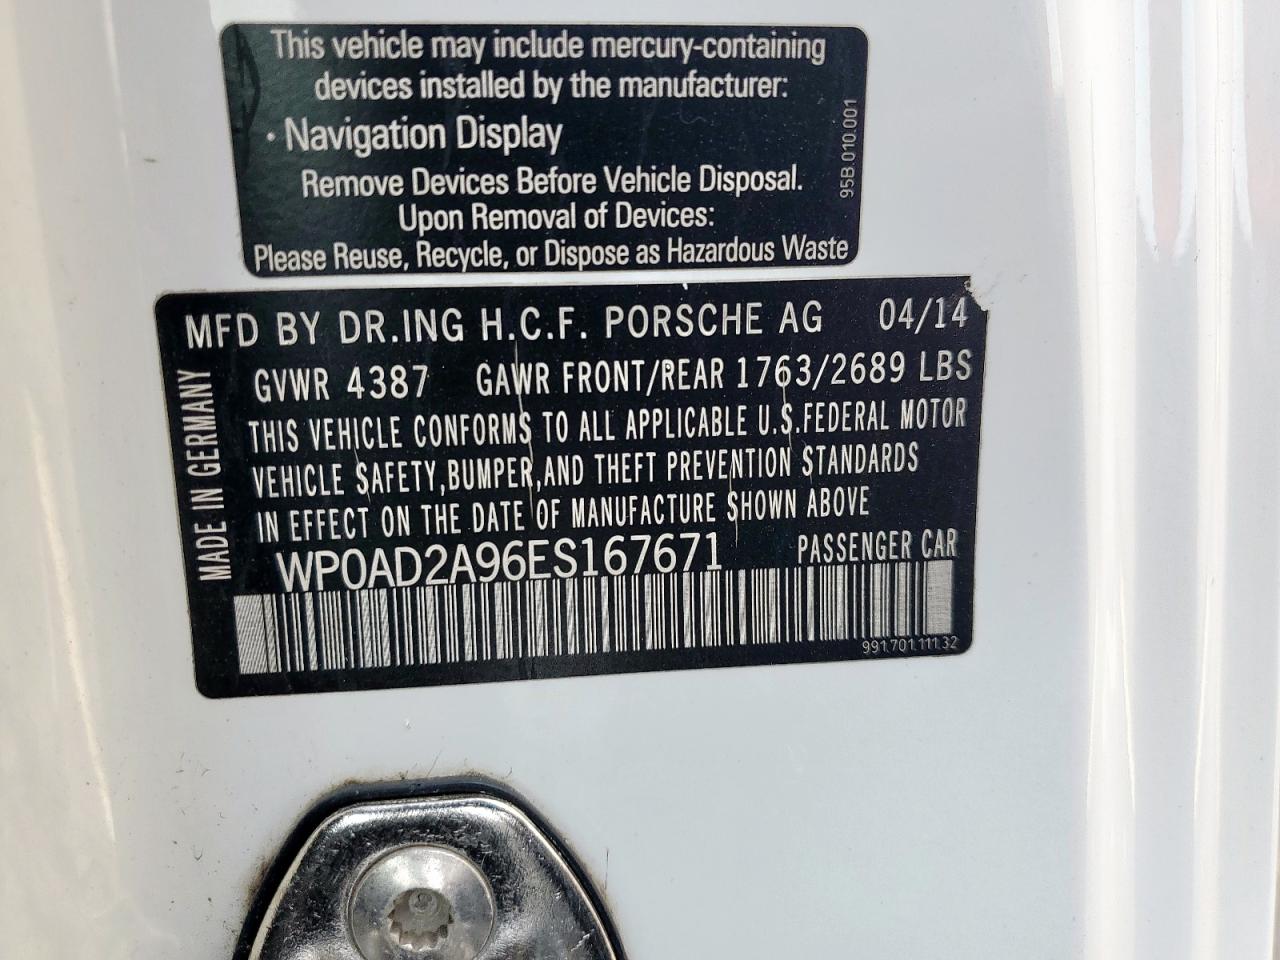 This vehicle may include mercury-containing
devices installed by the manufacturer:
· Navigation Display
Remove Devices Before Vehicle Disposal.
Upon Removal of Devices:
Please Reuse, Recycle, or Dispose as Hazardous Waste
95B.010.001
MFD BY DR.ING H.C.F. PORSCHE AG 04/14
GVWR 4387 GAWR FRONT/REAR 1763/2689 LBS
THIS VEHICLE CONFORMS TO ALL APPLICABLE U.S.FEDERAL MOTOR
VEHICLE SAFETY,BUMPER,AND THEFT PREVENTION STANDARDS
IN EFFECT ON THE DATE OF MANUFACTURE SHOWN ABOVE
WP0AD2A96ES167671 PASSENGER CAR
MADE IN GERMANY
991.701.111.32